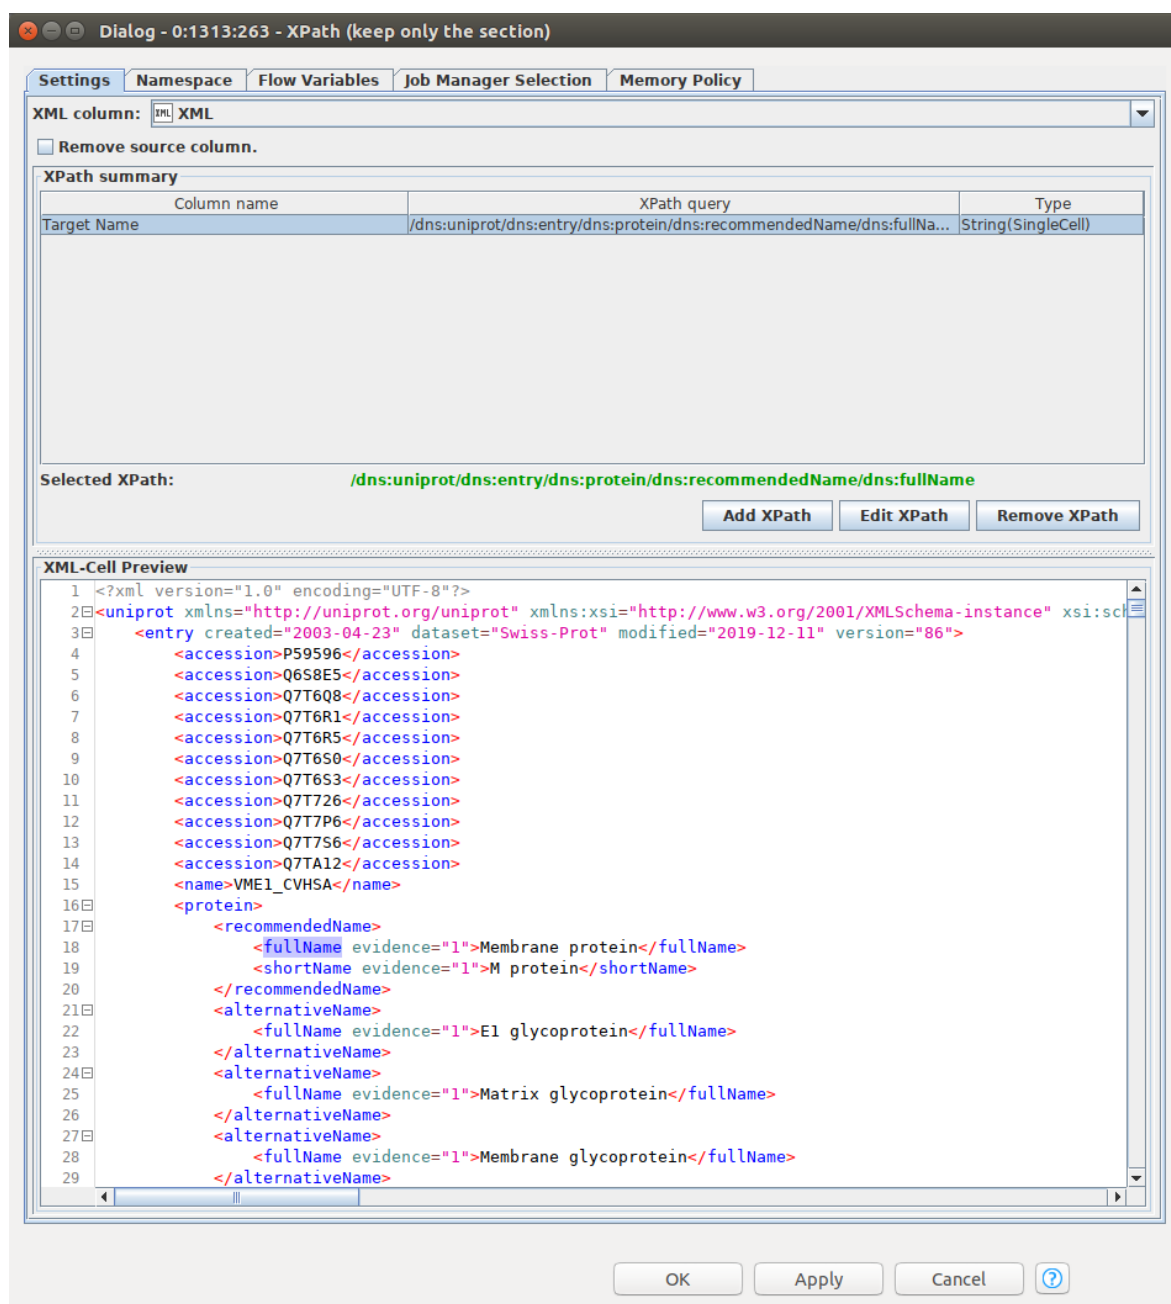 Dialog - 0:1313:263 - XPath (keep only the section)
Settings Namespace Flow Variables Job Manager Selection Memory Policy
XML column: XML XML
Remove source column.
XPath summary
Column name XPath query Type
Target Name /dns:uniprot/dns:entry/dns:protein/dns:recommendedName/dns:fullNa... String(SingleCell)
Selected XPath: /dns:uniprot/dns:entry/dns:protein/dns:recommendedName/dns:fullName
Add XPath Edit XPath Remove XPath
XML-Cell Preview
1 <?xml version="1.0" encoding="UTF-8"?>
2 <uniprot xmlns="http://uniprot.org/uniprot" xmlns:xsi="http://www.w3.org/2001/XMLSchema-instance" xsi:sch
3 <entry created="2003-04-23" dataset="Swiss-Prot" modified="2019-12-11" version="86">
4 <accession>P59596</accession>
5 <accession>Q6S8E5</accession>
6 <accession>Q7T6Q8</accession>
7 <accession>Q7T6R1</accession>
8 <accession>Q7T6R5</accession>
9 <accession>Q7T6S0</accession>
10 <accession>Q7T6S3</accession>
11 <accession>Q7T726</accession>
12 <accession>Q7T7P6</accession>
13 <accession>Q7T7S6</accession>
14 <accession>Q7TA12</accession>
15 <name>VME1_CVHSA</name>
16 <protein>
17 <recommendedName>
18 <fullName evidence="1">Membrane protein</fullName>
19 <shortName evidence="1">M protein</shortName>
20 </recommendedName>
21 <alternativeName>
22 <fullName evidence="1">E1 glycoprotein</fullName>
23 </alternativeName>
24 <alternativeName>
25 <fullName evidence="1">Matrix glycoprotein</fullName>
26 </alternativeName>
27 <alternativeName>
28 <fullName evidence="1">Membrane glycoprotein</fullName>
29 </alternativeName>
OK Apply Cancel ?